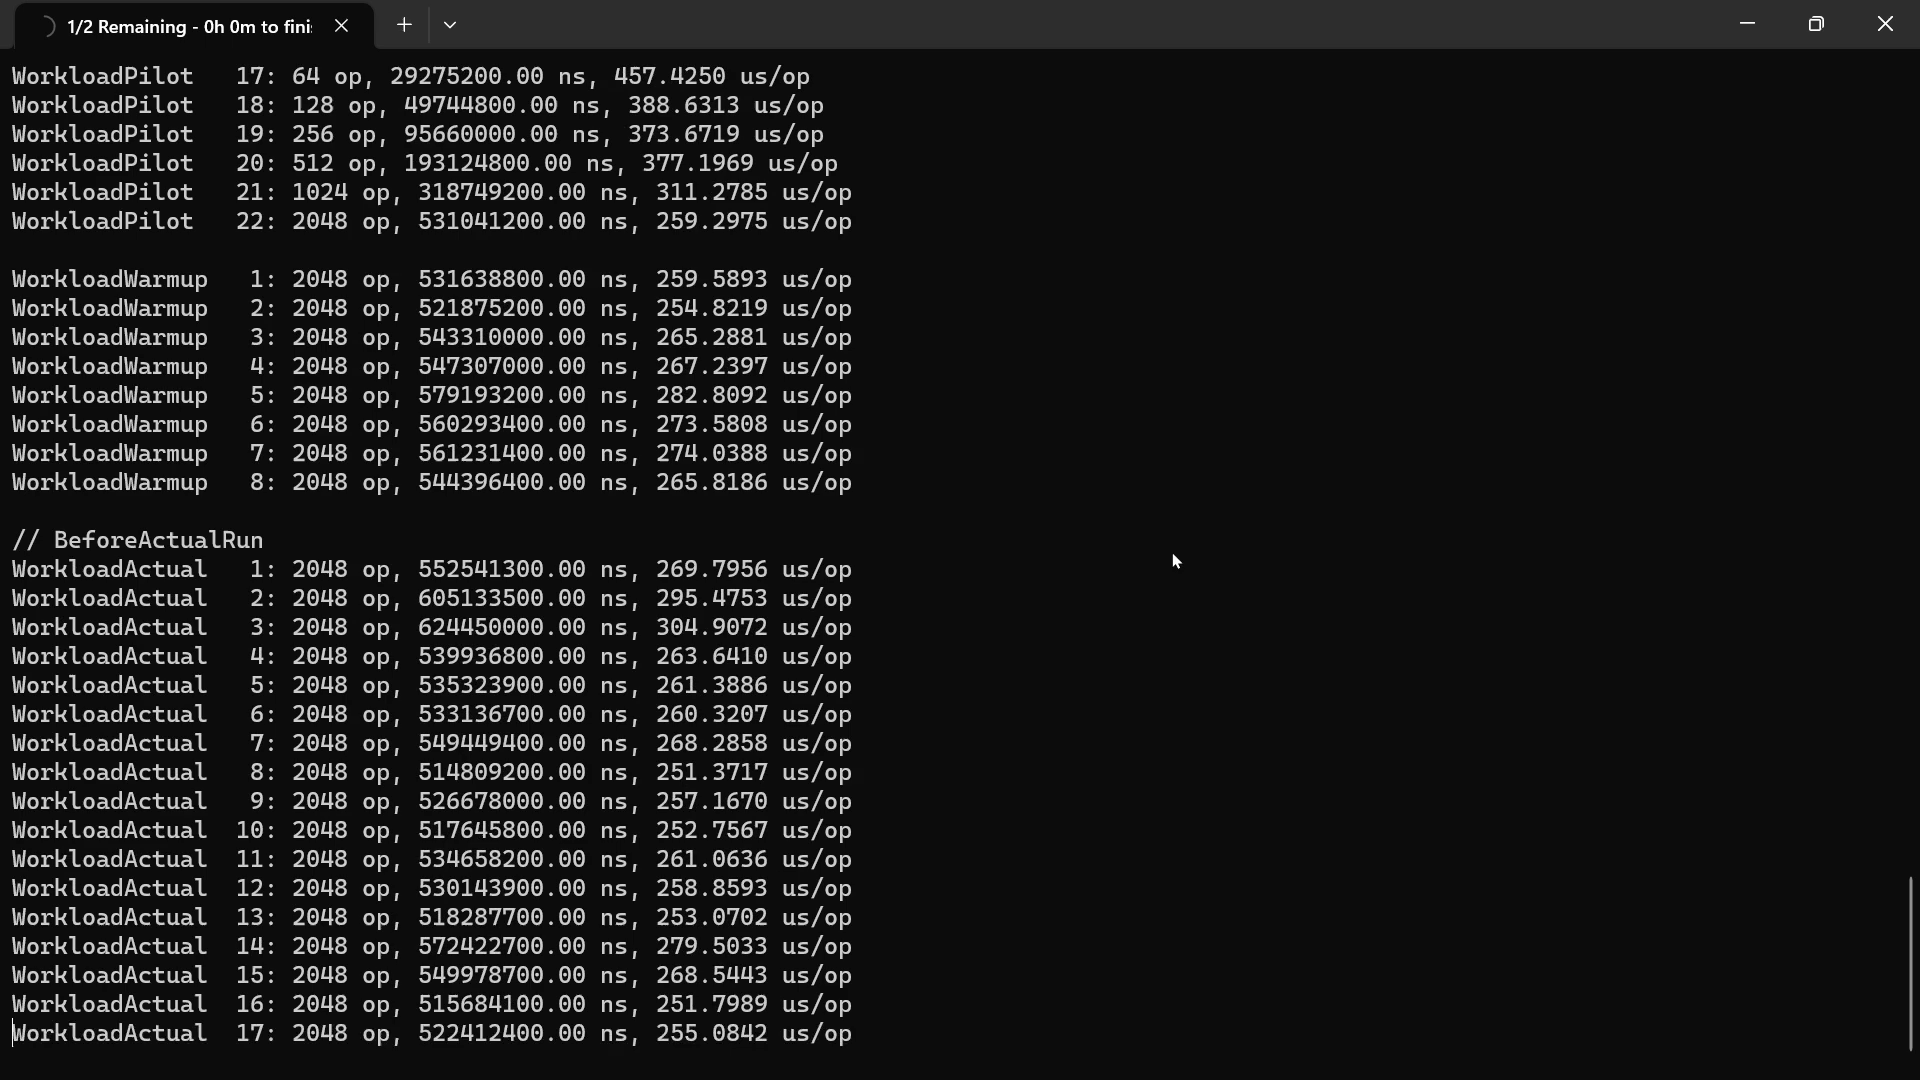 1/2 Remaining - 0h 0m to fini
WorkloadPilot   17: 64 op, 29275200.00 ns, 457.4250 us/op
WorkloadPilot   18: 128 op, 49744800.00 ns, 388.6313 us/op
WorkloadPilot   19: 256 op, 95660000.00 ns, 373.6719 us/op
WorkloadPilot   20: 512 op, 193124800.00 ns, 377.1969 us/op
WorkloadPilot   21: 1024 op, 318749200.00 ns, 311.2785 us/op
WorkloadPilot   22: 2048 op, 531041200.00 ns, 259.2975 us/op
WorkloadWarmup   1: 2048 op, 531638800.00 ns, 259.5893 us/op
WorkloadWarmup   2: 2048 op, 521875200.00 ns, 254.8219 us/op
WorkloadWarmup   3: 2048 op, 543310000.00 ns, 265.2881 us/op
WorkloadWarmup   4: 2048 op, 547307000.00 ns, 267.2397 us/op
WorkloadWarmup   5: 2048 op, 579193200.00 ns, 282.8092 us/op
WorkloadWarmup   6: 2048 op, 560293400.00 ns, 273.5808 us/op
WorkloadWarmup   7: 2048 op, 561231400.00 ns, 274.0388 us/op
WorkloadWarmup   8: 2048 op, 544396400.00 ns, 265.8186 us/op
// BeforeActualRun
WorkloadActual   1: 2048 op, 552541300.00 ns, 269.7956 us/op
WorkloadActual   2: 2048 op, 605133500.00 ns, 295.4753 us/op
WorkloadActual   3: 2048 op, 624450000.00 ns, 304.9072 us/op
WorkloadActual   4: 2048 op, 539936800.00 ns, 263.6410 us/op
WorkloadActual   5: 2048 op, 535323900.00 ns, 261.3886 us/op
WorkloadActual   6: 2048 op, 533136700.00 ns, 260.3207 us/op
WorkloadActual   7: 2048 op, 549449400.00 ns, 268.2858 us/op
WorkloadActual   8: 2048 op, 514809200.00 ns, 251.3717 us/op
WorkloadActual   9: 2048 op, 526678000.00 ns, 257.1670 us/op
WorkloadActual  10: 2048 op, 517645800.00 ns, 252.7567 us/op
WorkloadActual  11: 2048 op, 534658200.00 ns, 261.0636 us/op
WorkloadActual  12: 2048 op, 530143900.00 ns, 258.8593 us/op
WorkloadActual  13: 2048 op, 518287700.00 ns, 253.0702 us/op
WorkloadActual  14: 2048 op, 572422700.00 ns, 279.5033 us/op
WorkloadActual  15: 2048 op, 549978700.00 ns, 268.5443 us/op
WorkloadActual  16: 2048 op, 515684100.00 ns, 251.7989 us/op
WorkloadActual  17: 2048 op, 522412400.00 ns, 255.0842 us/op